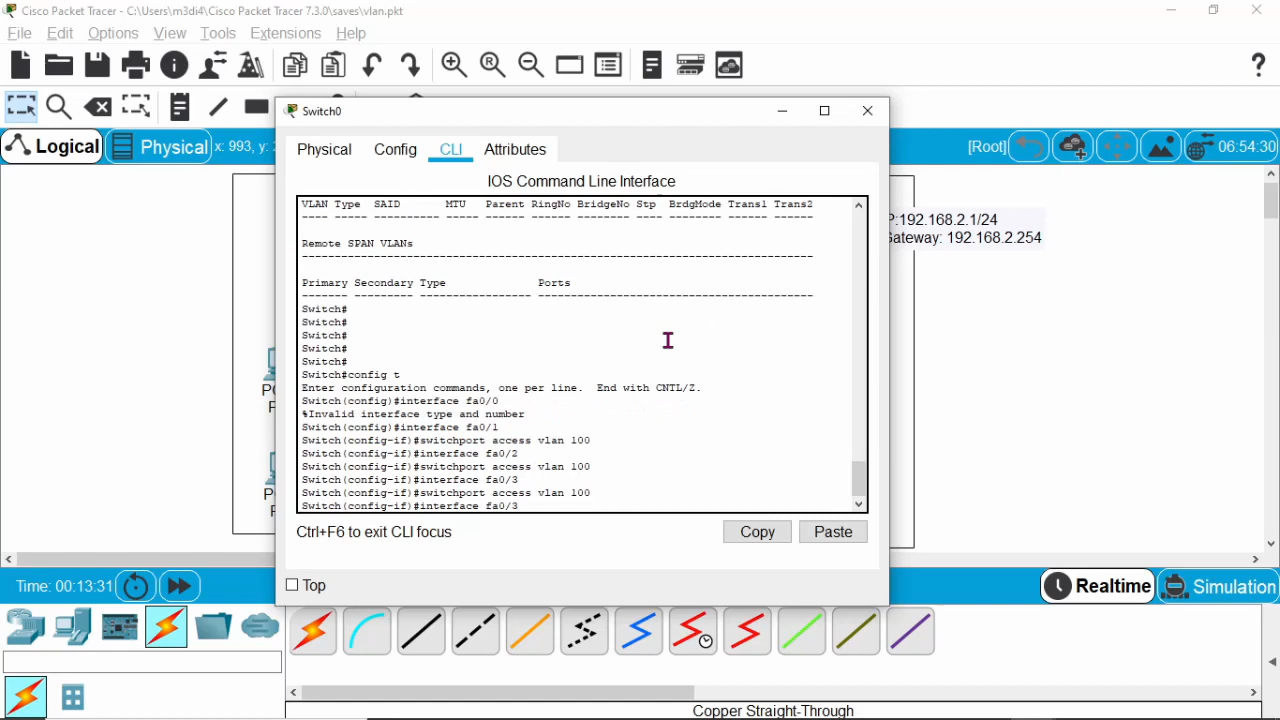 Cisco Packet Tracer - C:\Users\m3di4\Cisco Packet Tracer 7.3.0\saves\vlan.pkt
File Edit Options View Tools Extensions Help
Switch0
Logical Physical x: 993, y: [Root] 06:54:30
Physical Config CLI Attributes
IOS Command Line Interface
VLAN Type SAID MTU Parent RingNo BridgeNo Stp BrdgMode Trans1 Trans2
---- ----- ---------- ----- ------ ------ -------- ---- -------- ------ ------
P:192.168.2.1/24
ateway: 192.168.2.254
Remote SPAN VLANs
------------------------------------------------------------------------------
Primary Secondary Type Ports
------- --------- ----------------- ------------------------------------------
Switch#
Switch#
Switch#
Switch#
Switch#
Switch#config t
Enter configuration commands, one per line. End with CNTL/Z.
Switch(config)#interface fa0/0
%Invalid interface type and number
Switch(config)#interface fa0/1
Switch(config-if)#switchport access vlan 100
Switch(config-if)#interface fa0/2
Switch(config-if)#switchport access vlan 100
Switch(config-if)#interface fa0/3
Switch(config-if)#switchport access vlan 100
Switch(config-if)#interface fa0/3
PC
P
P
P
Ctrl+F6 to exit CLI focus
Copy Paste
Top
Time: 00:13:31 Realtime Simulation
Copper Straight-Through